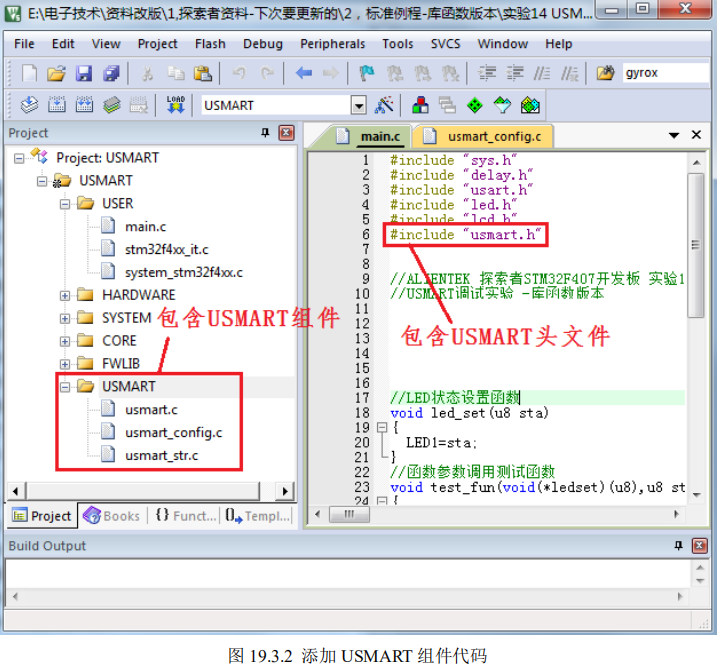 E:\电子技术\资料改版\1,探索者资料-下次要更新的\2，标准例程-库函数版本\实验14 USM...
File Edit View Project Flash Debug Peripherals Tools SVCS Window Help
gyrox
LOAD
USMART
Project
Project: USMART
USMART
USER
main.c
stm32f4xx_it.c
system_stm32f4xx.c
HARDWARE
SYSTEM
CORE
FWLIB
USMART
usmart.c
usmart_config.c
usmart_str.c
包含USMART组件
Project Books {} Funct... Templ...
main.c usmart_config.c
1 #include "sys.h"
2 #include "delay.h"
3 #include "usart.h"
4 #include "led.h"
5 #include "lcd.h"
6 #include "usmart.h"
7
8
9 //ALIENTEK 探索者STM32F407开发板 实验1
10 //USMART调试实验 -库函数版本
11
12
13
14
15
16
17 //LED状态设置函数
18 void led_set(u8 sta)
19 {
20 LED1=sta;
21 }
22 //函数参数调用测试函数
23 void test_fun(void(*ledset)(u8),u8 st
24 {
包含USMART头文件
Build Output
图 19.3.2 添加 USMART 组件代码